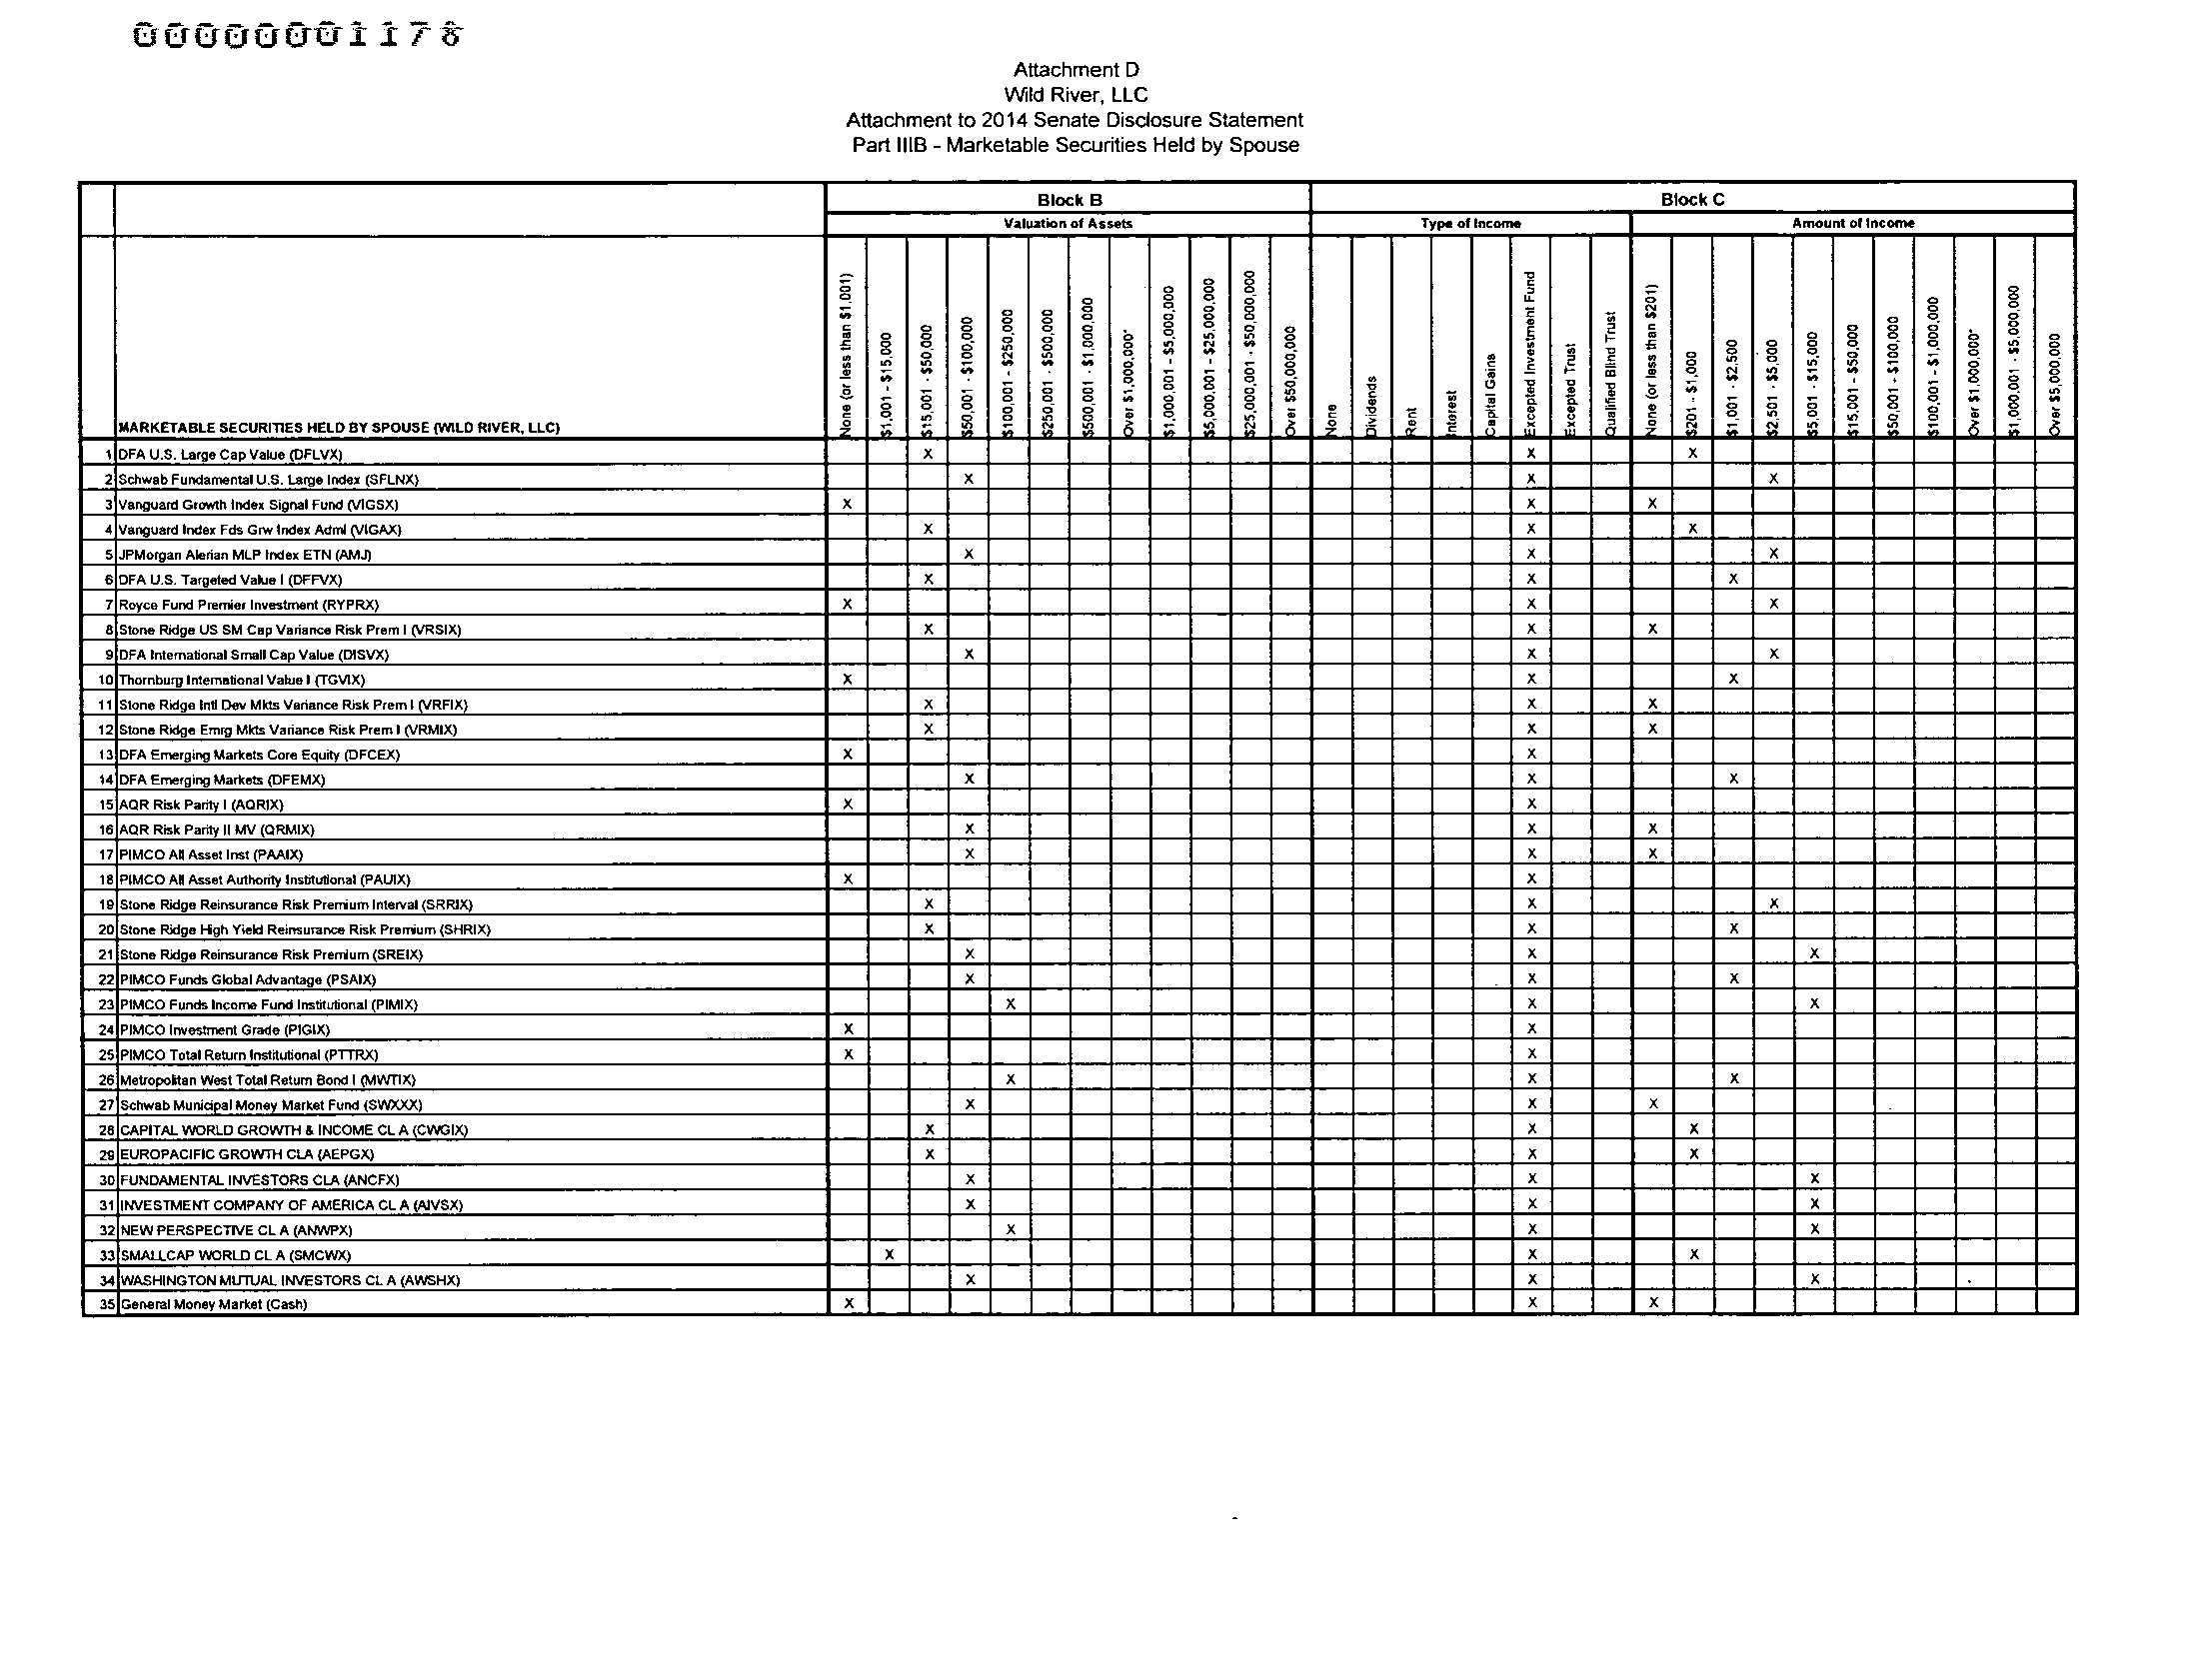 00000001178
Attachment D
Wild River, LLC
Attachment to 2014 Senate Disclosure Statement
Part IIIB - Marketable Securities Held by Spouse
Block B Block C
Valuation of Assets Type of Income Amount of Income
MARKETABLE SECURITIES HELD BY SPOUSE (WILD RIVER, LLC) None (or less than $1,001) $1,001 - $15,000 $15,001 - $50,000 $50,001 - $100,000 $100,001 - $250,000 $250,001 - $500,000 $500,001 - $1,000,000 Over $1,000,000* $1,000,001 - $5,000,000 $5,000,001 - $25,000,000 $25,000,001 - $50,000,000 Over $50,000,000 None Dividends Rent Interest Capital Gains Excepted Investment Fund Excepted Trust Qualified Blind Trust None (or less than $201) $201 - $1,000 $1,001 - $2,500 $2,501 - $5,000 $5,001 - $15,000 $15,001 - $50,000 $50,001 - $100,000 $100,001 - $1,000,000 Over $1,000,000* $1,000,001 - $5,000,000 Over $5,000,000
1 DFA U.S. Large Cap Value (DFLVX) X X X
2 Schwab Fundamental U.S. Large Index (SFLNX) X X X
3 Vanguard Growth Index Signal Fund (VIGSX) X X X
4 Vanguard Index Fds Grw Index Adml (VIGAX) X X X
5 JPMorgan Alerian MLP Index ETN (AMJ) X X X
6 DFA U.S. Targeted Value I (DFFVX) X X X
7 Royce Fund Premier Investment (RYPRX) X X X
8 Stone Ridge US SM Cap Variance Risk Prem I (VRSIX) X X X
9 DFA International Small Cap Value (DISVX) X X X
10 Thornburg International Value I (TGVIX) X X X
11 Stone Ridge Intl Dev Mkts Variance Risk Prem I (VRFIX) X X X
12 Stone Ridge Emrg Mkts Variance Risk Prem I (VRMIX) X X X
13 DFA Emerging Markets Core Equity (DFCEX) X X
14 DFA Emerging Markets (DFEMX) X X X
15 AQR Risk Parity I (AQRIX) X X
16 AQR Risk Parity II MV (QRMIX) X X X
17 PIMCO All Asset Inst (PAAIX) X X X
18 PIMCO All Asset Authority Institutional (PAUIX) X X
19 Stone Ridge Reinsurance Risk Premium Interval (SRRIX) X X X
20 Stone Ridge High Yield Reinsurance Risk Premium (SHRIX) X X X
21 Stone Ridge Reinsurance Risk Premium (SREIX) X X X
22 PIMCO Funds Global Advantage (PSAIX) X X X
23 PIMCO Funds Income Fund Institutional (PIMIX) X X X
24 PIMCO Investment Grade (PIGIX) X X
25 PIMCO Total Return Institutional (PTTRX) X X
26 Metropolitan West Total Return Bond I (MWTIX) X X X
27 Schwab Municipal Money Market Fund (SWXXX) X X X
28 CAPITAL WORLD GROWTH & INCOME CL A (CWGIX) X X X
29 EUROPACIFIC GROWTH CLA (AEPGX) X X X
30 FUNDAMENTAL INVESTORS CLA (ANCFX) X X X
31 INVESTMENT COMPANY OF AMERICA CL A (AIVSX) X X X
32 NEW PERSPECTIVE CL A (ANWPX) X X X
33 SMALLCAP WORLD CL A (SMCWX) X X X
34 WASHINGTON MUTUAL INVESTORS CL A (AWSHX) X X X
35 General Money Market (Cash) X X X